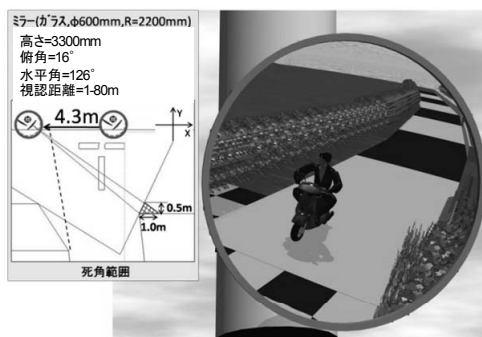 ミラー(ガラス,φ600mm,R=2200mm)
高さ=3300mm
俯角=16°
水平角=126°
視認距離=1-80m
4.3m
Y
X
0.5m
1.0m
死角範囲